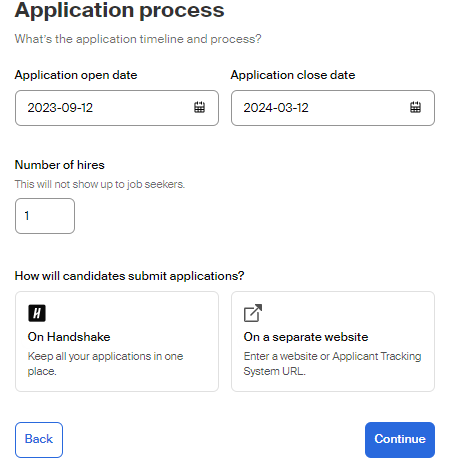 Application process
What's the application timeline and process?
Application open date
Application close date
2023-09-12
2024-03-12
Number of hires
This will not show up to job seekers.
1
How will candidates submit applications?
On Handshake
Keep all your applications in one
place.
On a separate website
Enter a website or Applicant Tracking
System URL.
Back
Continue